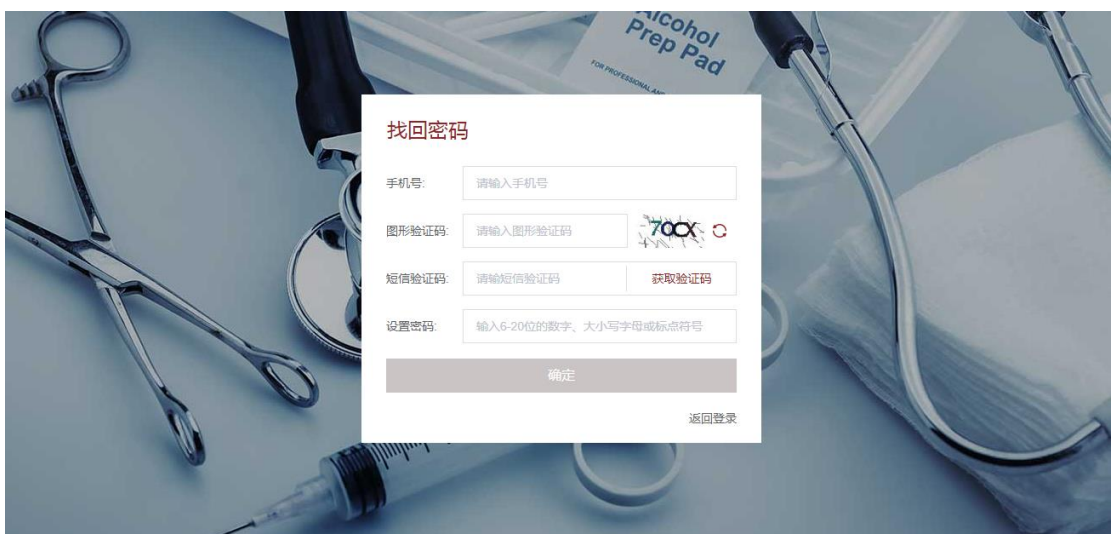 Alcohol
Prep Pad
找回密码
手机号:
请输入手机号
图形验证码:
请输入图形验证码
70CX
短信验证码:
请输短信验证码
获取验证码
设置密码:
输入6-20位的数字、大小写字母或标点符号
确定
返回登录